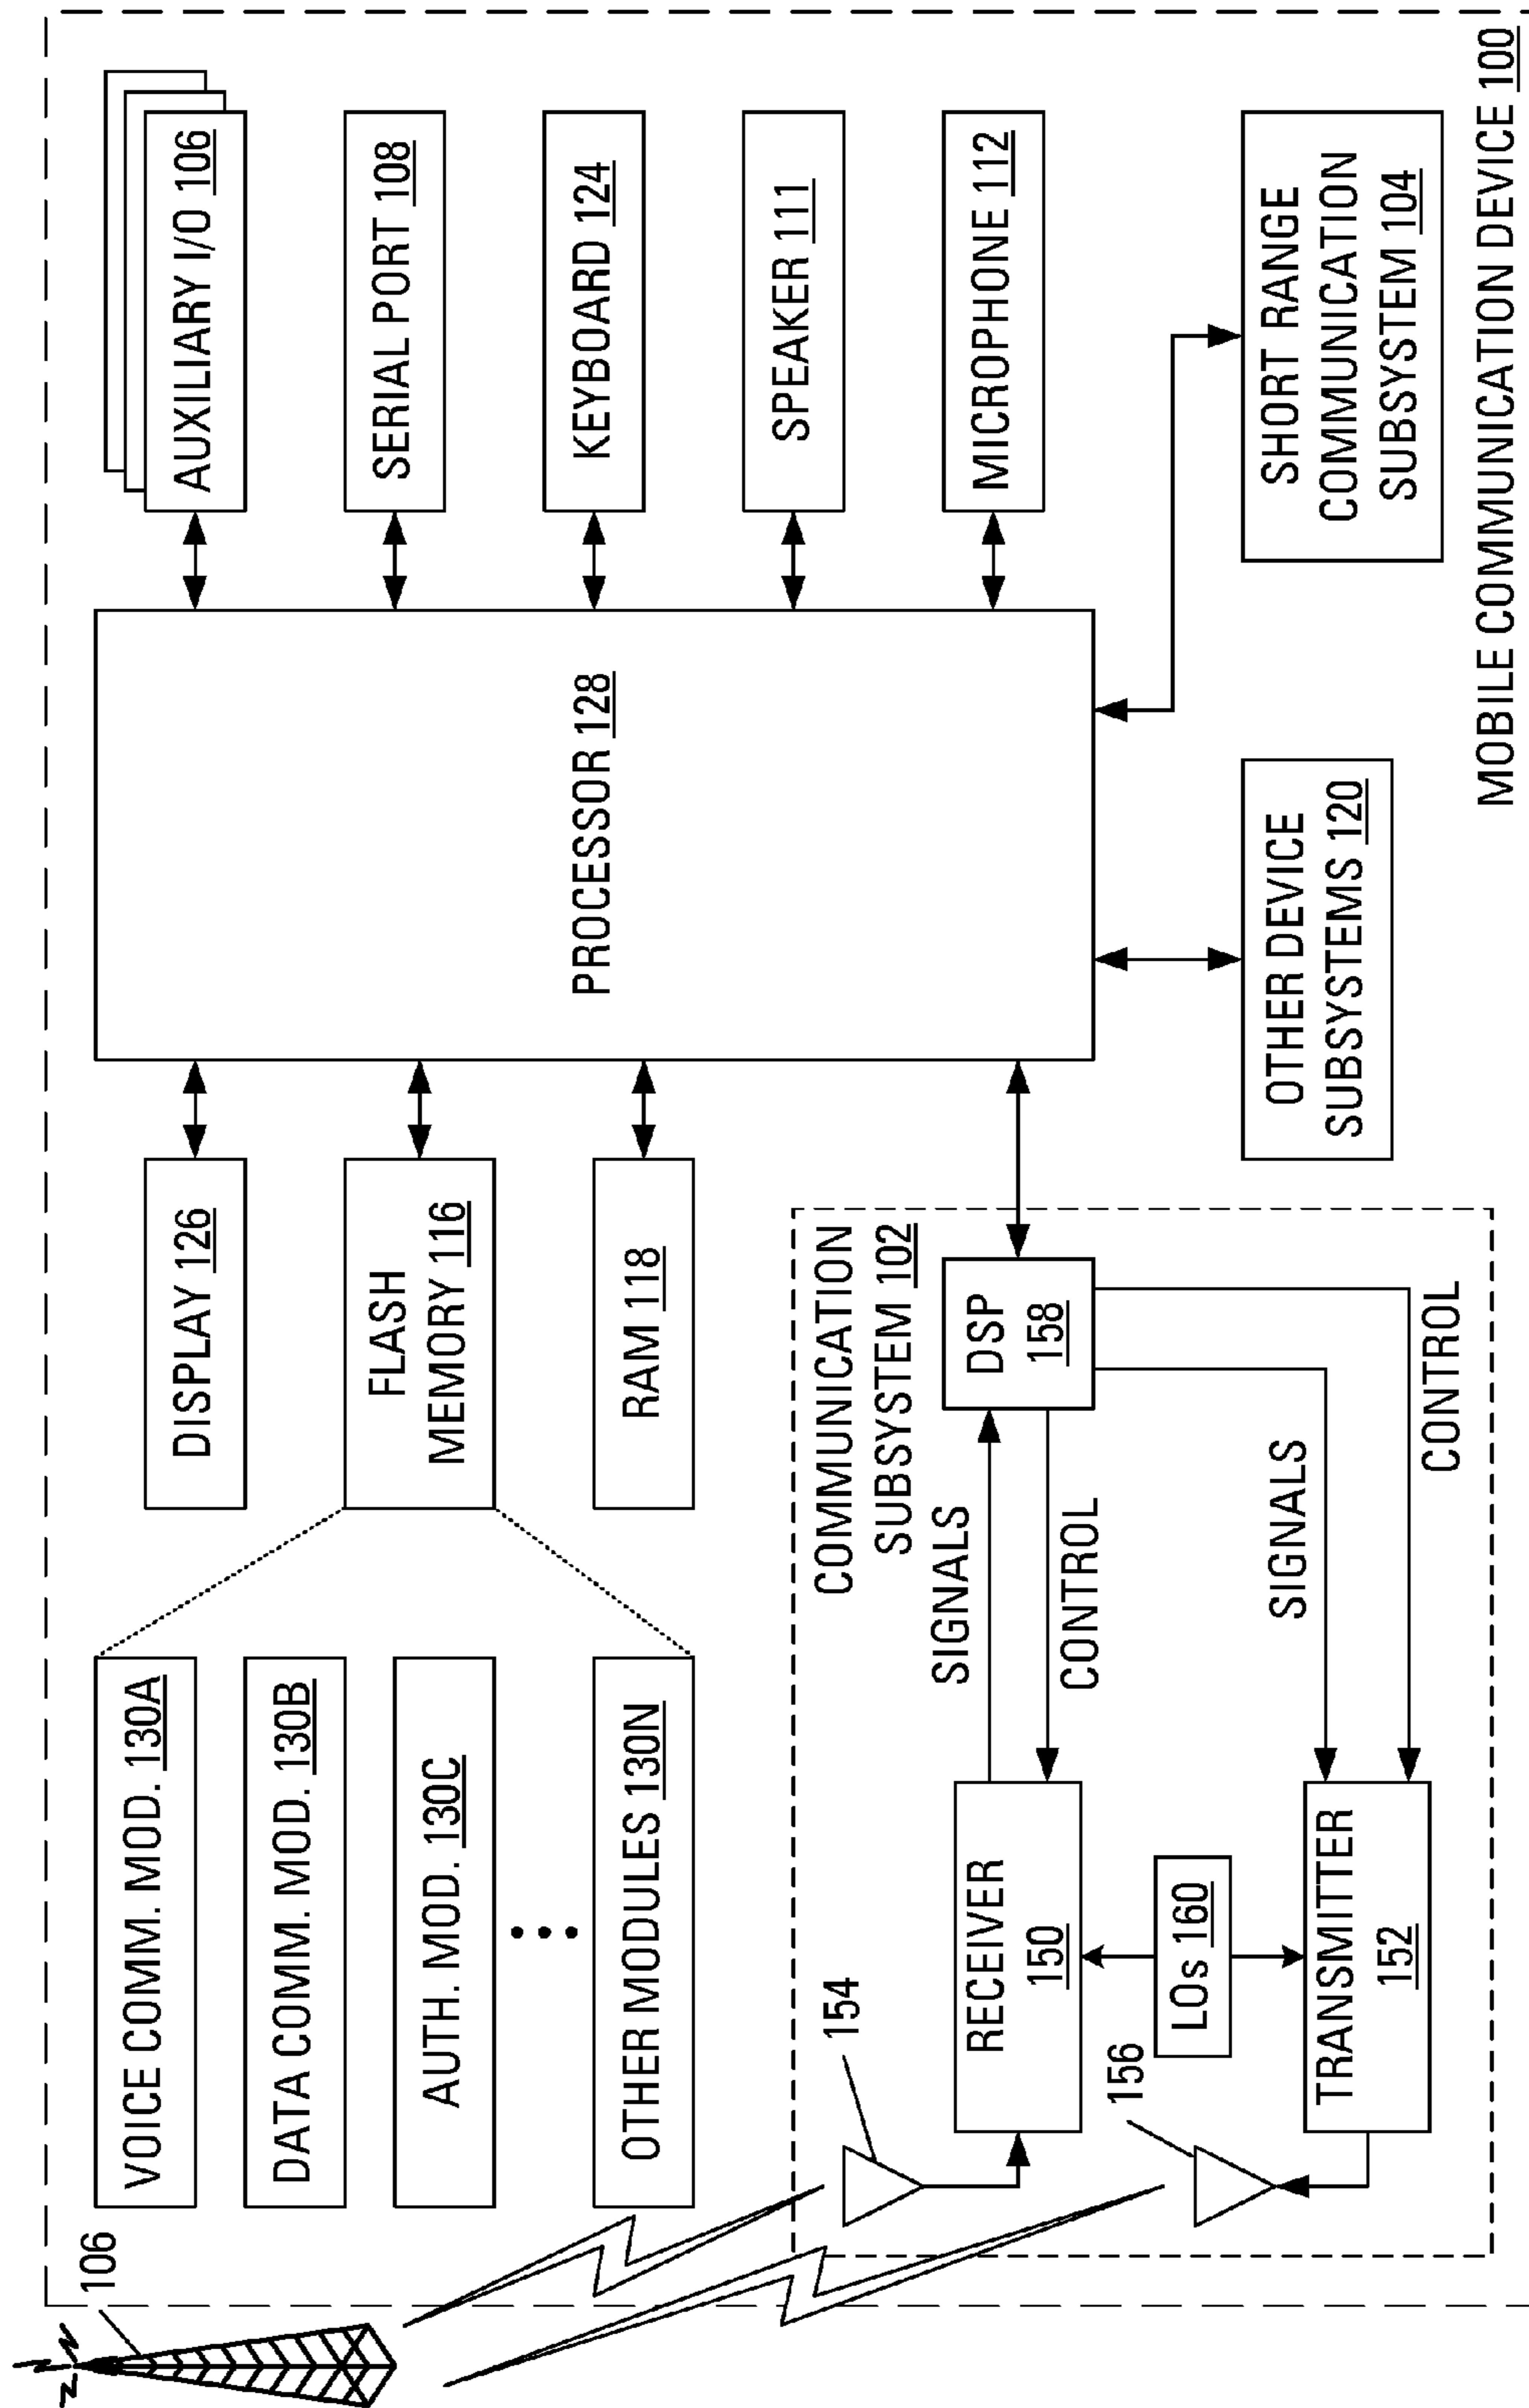 106
VOICE COMM. MOD. 130A
DATA COMM. MOD. 130B
AUTH. MOD. 130C
OTHER MODULES 130N
DISPLAY 126
FLASH
MEMORY 116
RAM 118
PROCESSOR 128
AUXILIARY I/O 106
SERIAL PORT 108
KEYBOARD 124
SPEAKER 111
MICROPHONE 112
COMMUNICATION
SUBSYSTEM 102
154
RECEIVER
150
SIGNALS
CONTROL
DSP
158
156
LOs 160
TRANSMITTER
152
SIGNALS
CONTROL
OTHER DEVICE
SUBSYSTEMS 120
SHORT RANGE
COMMUNICATION
SUBSYSTEM 104
MOBILE COMMUNICATION DEVICE 100